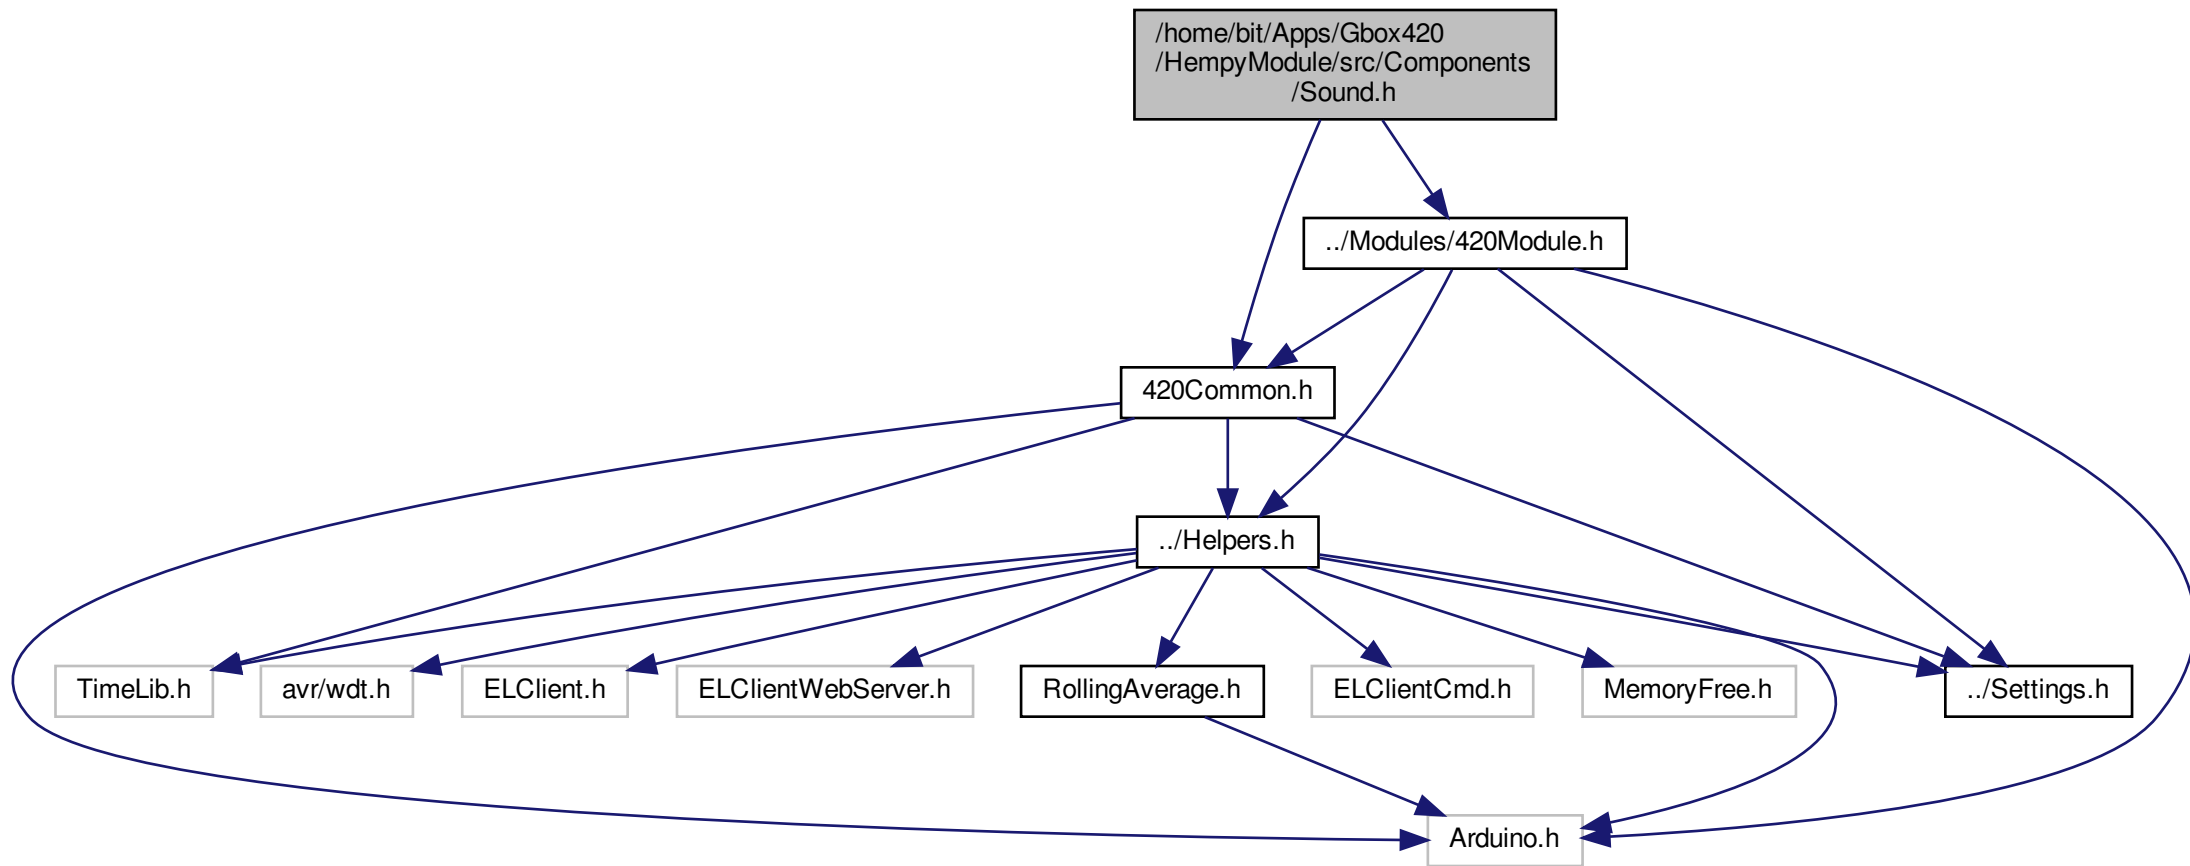 /home/bit/Apps/Gbox420
/HempyModule/src/Components
/Sound.h
../Modules/420Module.h
420Common.h
../Helpers.h
TimeLib.h
avr/wdt.h
ELClient.h
ELClientWebServer.h
RollingAverage.h
ELClientCmd.h
MemoryFree.h
../Settings.h
Arduino.h